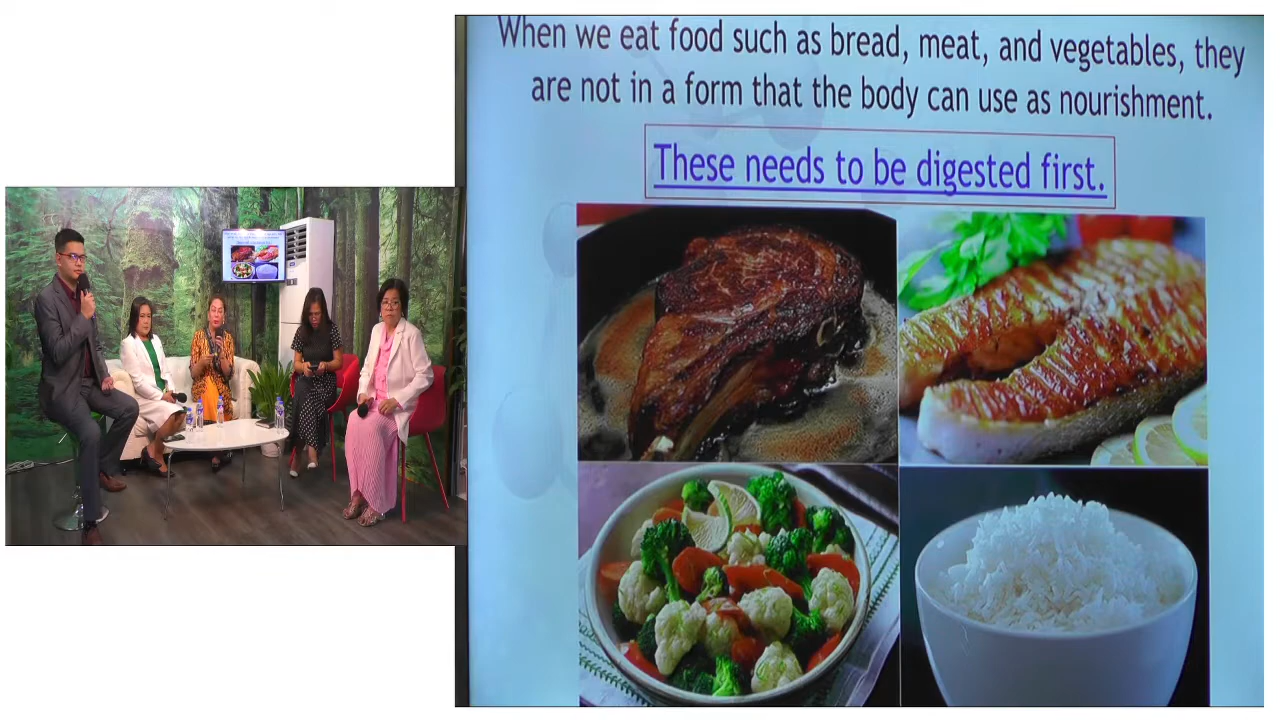 When we eat food such as bread, meat, and vegetables, they
are not in a form that the body can use as nourishment.
These needs to be digested first.